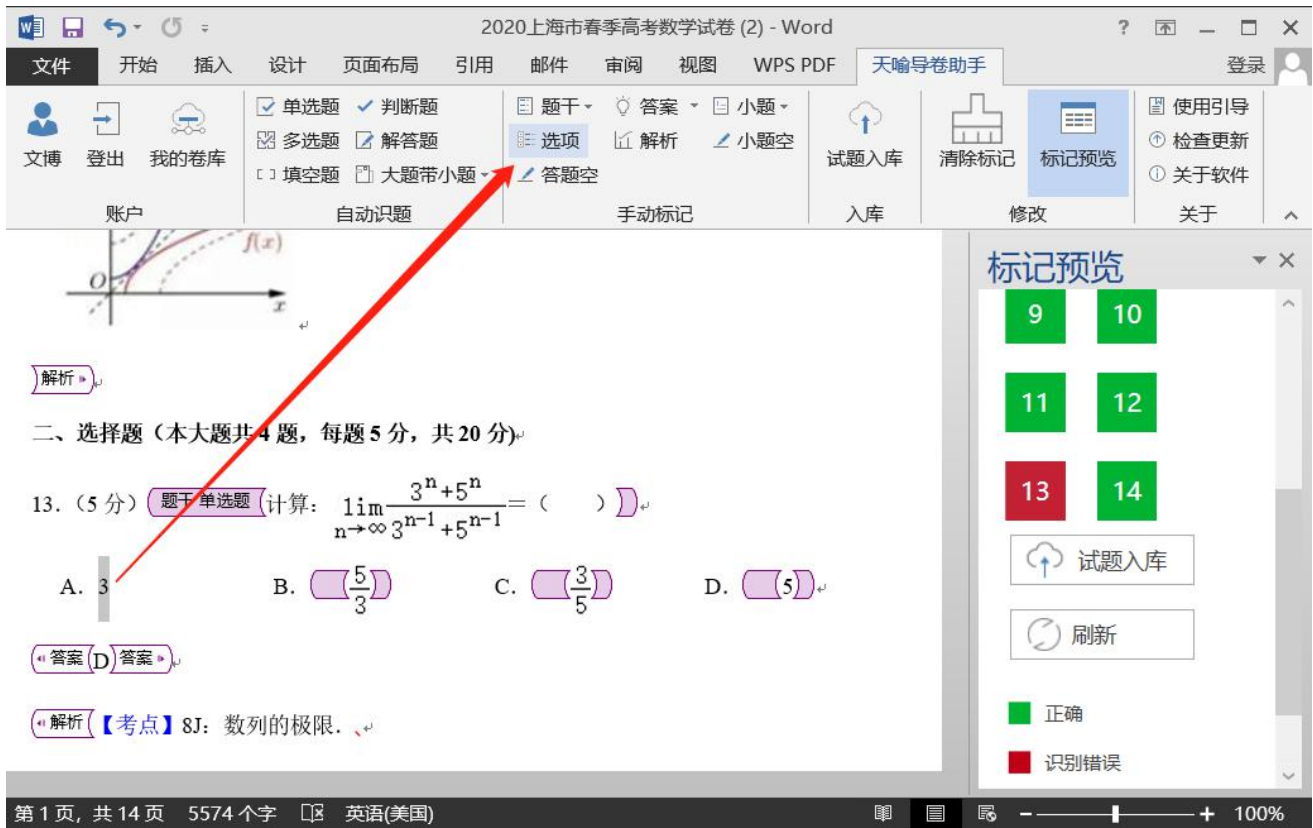 2020上海市春季高考数学试卷 (2) - Word
文件 开始 插入 设计 页面布局 引用 邮件 审阅 视图 WPS PDF 天喻导卷助手 登录
单选题 判断题 题干 答案 小题 使用引导
多选题 解答题 选项 解析 小题空 检查更新
文博 登出 我的卷库 试题入库 清除标记 标记预览
填空题 大题带小题 答题空 关于软件
账户 自动识题 手动标记 入库 修改 关于
f(x)
O
x
解析
二、选择题（本大题共4题，每题5分，共20分)
13.（5分）题干 单选题 计算： lim n→∞ 3^n+5^n / 3^{n-1}+5^{n-1} =（ ）
A. 3 B. 5/3 C. 3/5 D. 5
答案 D 答案
解析【考点】8J：数列的极限．、
标记预览
9 10
11 12
13 14
试题入库
刷新
正确
识别错误
第1页，共14页 5574个字 英语(美国) 100%